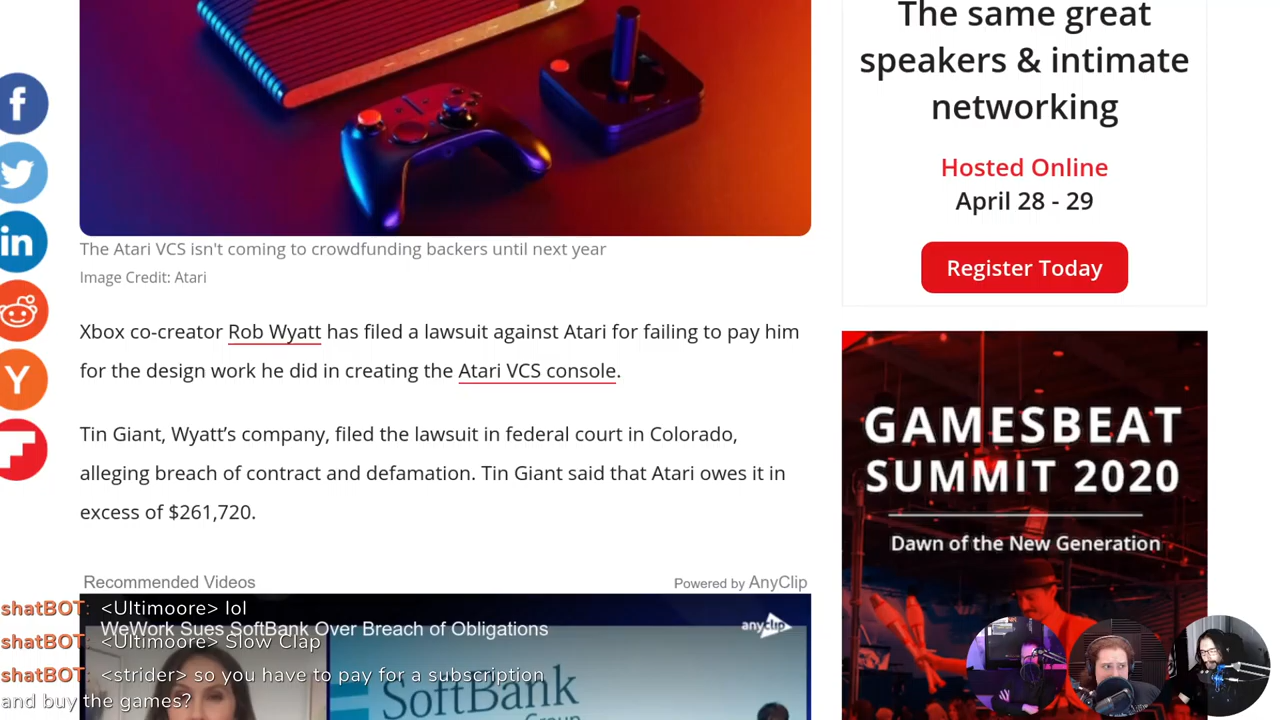 The Atari VCS isn't coming to crowdfunding backers until next year
Image Credit: Atari
Xbox co-creator Rob Wyatt has filed a lawsuit against Atari for failing to pay him
for the design work he did in creating the Atari VCS console.
Tin Giant, Wyatt’s company, filed the lawsuit in federal court in Colorado,
alleging breach of contract and defamation. Tin Giant said that Atari owes it in
excess of $261,720.
Recommended Videos
Powered by AnyClip
WeWork Sues SoftBank Over Breach of Obligations
anyclip
SoftBank
Group
shatBOT: <Ultimoore> lol
shatBOT: <Ultimoore> Slow Clap
shatBOT: <strider> so you have to pay for a subscription
and buy the games?
The same great
speakers & intimate
networking
Hosted Online
April 28 - 29
Register Today
GAMESBEAT
SUMMIT 2020
Dawn of the New Generation